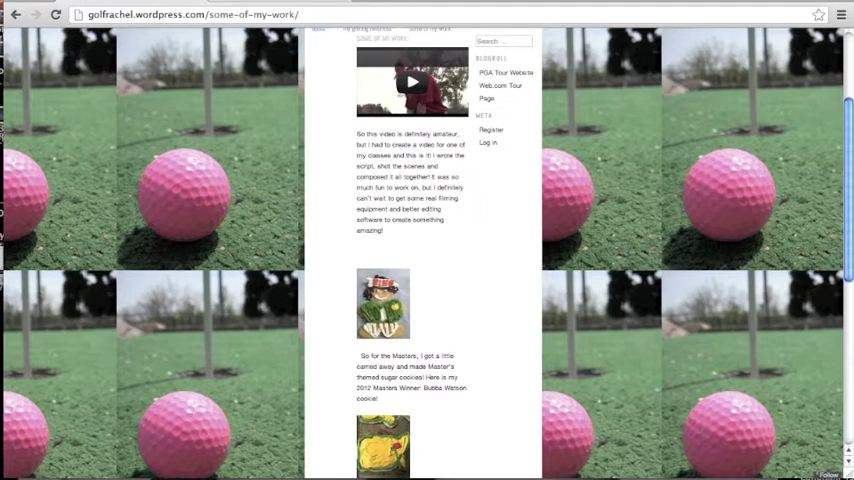 golfrachel.wordpress.com/some-of-my-work/
SOME OF MY WORK
Search ...
So this video is definitely amateur,
but I had to create a video for one of
my classes and this is it! I wrote the
script, shot the scenes and
composed it all together! It was so
much fun to work on, but I definitely
can't wait to get some real filming
equipment and better editing
software to create something
amazing!
So for the Masters, I got a little
carried away and made Master's
themed sugar cookies! Here is my
2012 Masters Winner: Bubba Watson
cookie!
BLOGROLL
PGA Tour Website
Web.com Tour
Page
META
Register
Log in
Follow